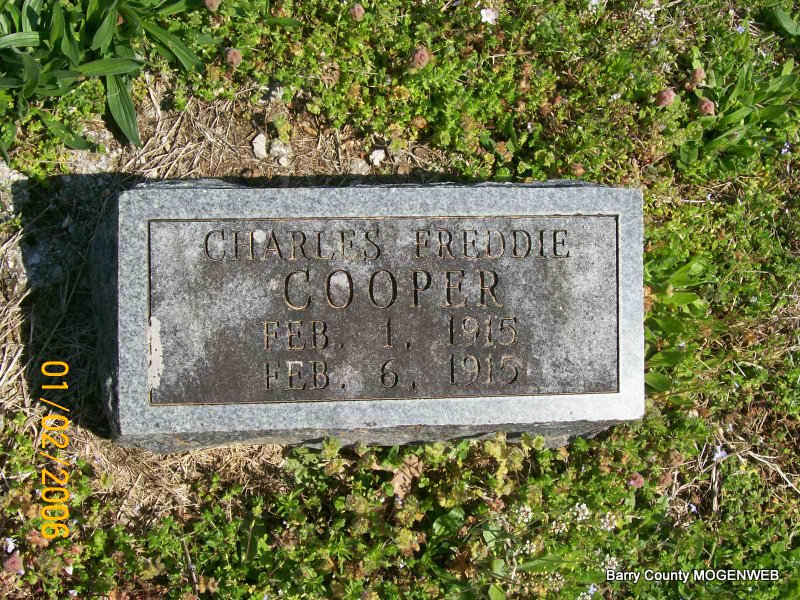 CHARLES FREDDIE
COOPER
FEB. 1, 1915
FEB. 6, 1915
01/02/2006
Barry County MOGENWEB